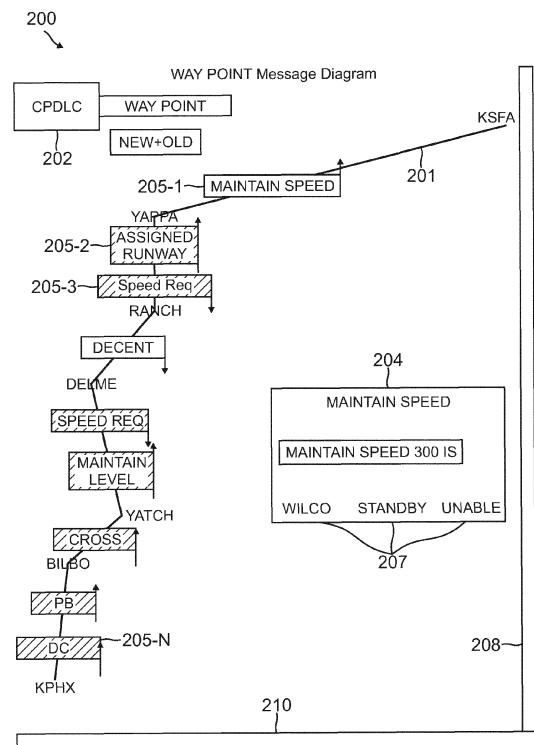 200
WAY POINT Message Diagram
CPDLC
WAY POINT
KSFA
202
NEW+OLD
201
205-1
MAINTAIN SPEED
YAPPA
205-2
ASSIGNED
RUNWAY
205-3
Speed Req
RANCH
DECENT
204
DELME
MAINTAIN SPEED
SPEED REQ
MAINTAIN SPEED 300 IS
MAINTAIN
LEVEL
WILCO STANDBY UNABLE
YATCH
CROSS
207
BILBO
PB
205-N
DC
208
KPHX
210